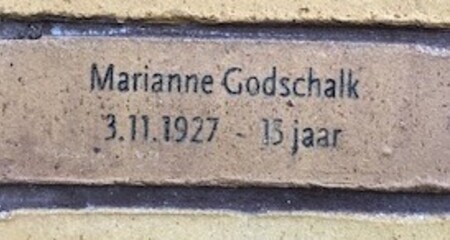 Marianne Godschalk
3.11.1927 - 15 jaar